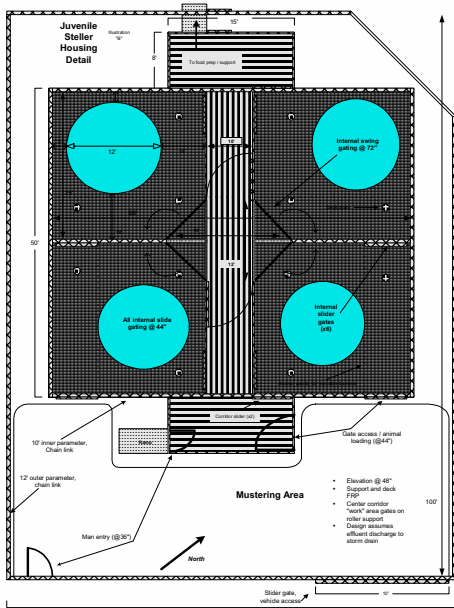 Juvenile
Steller
Housing
Detail
Illustration
"B"
15'
8'
To food prep / support
10'
12'
Internal swing
gating @ 72"
50'
12'
All internal slide
gating @ 44"
Internal
slider
gates
(x6)
Corridor slider (x2)
Ramp
10' inner parameter,
Chain link
Gate access / animal
loading (@44")
12' outer parameter,
chain link
Mustering Area
• Elevation @ 48"
• Support and deck
FRP
• Center corridor
"work" area gates on
roller support
• Design assumes
effluent discharge to
storm drain
100'
Man entry (@36")
North
Slider gate,
vehicle access
10'